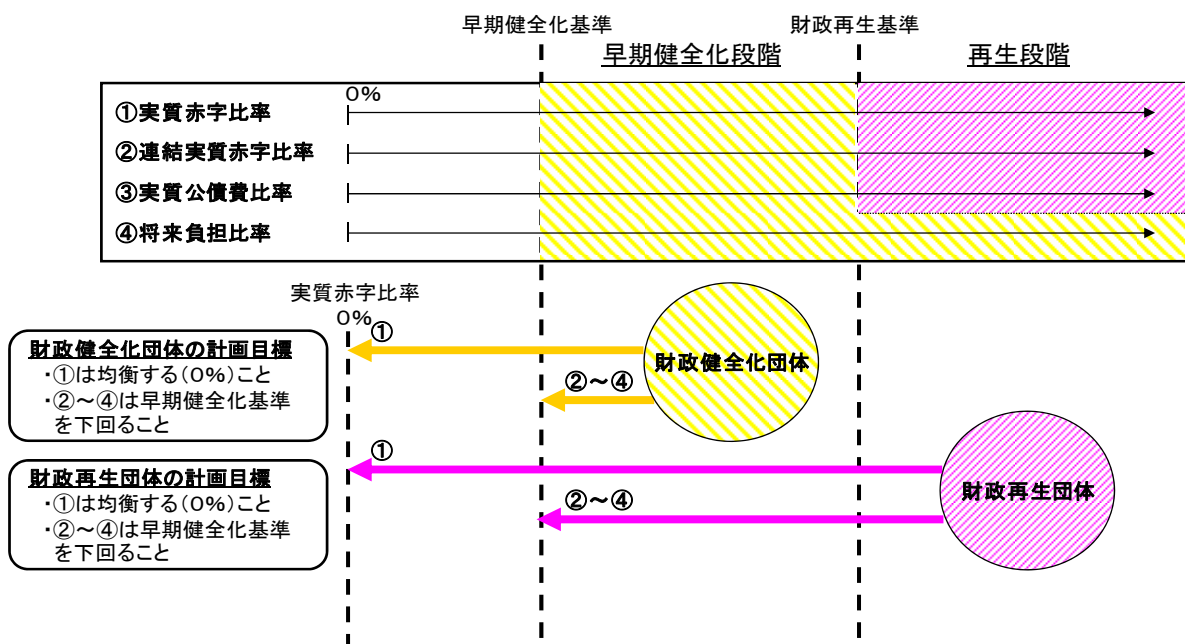 早期健全化基準
財政再生基準
早期健全化段階
再生段階
0%
①実質赤字比率
②連結実質赤字比率
③実質公債費比率
④将来負担比率
実質赤字比率
0%
財政健全化団体の計画目標
・①は均衡する(0%)こと
・②～④は早期健全化基準
を下回ること
①
②～④
財政健全化団体
財政再生団体の計画目標
・①は均衡する(0%)こと
・②～④は早期健全化基準
を下回ること
①
②～④
財政再生団体